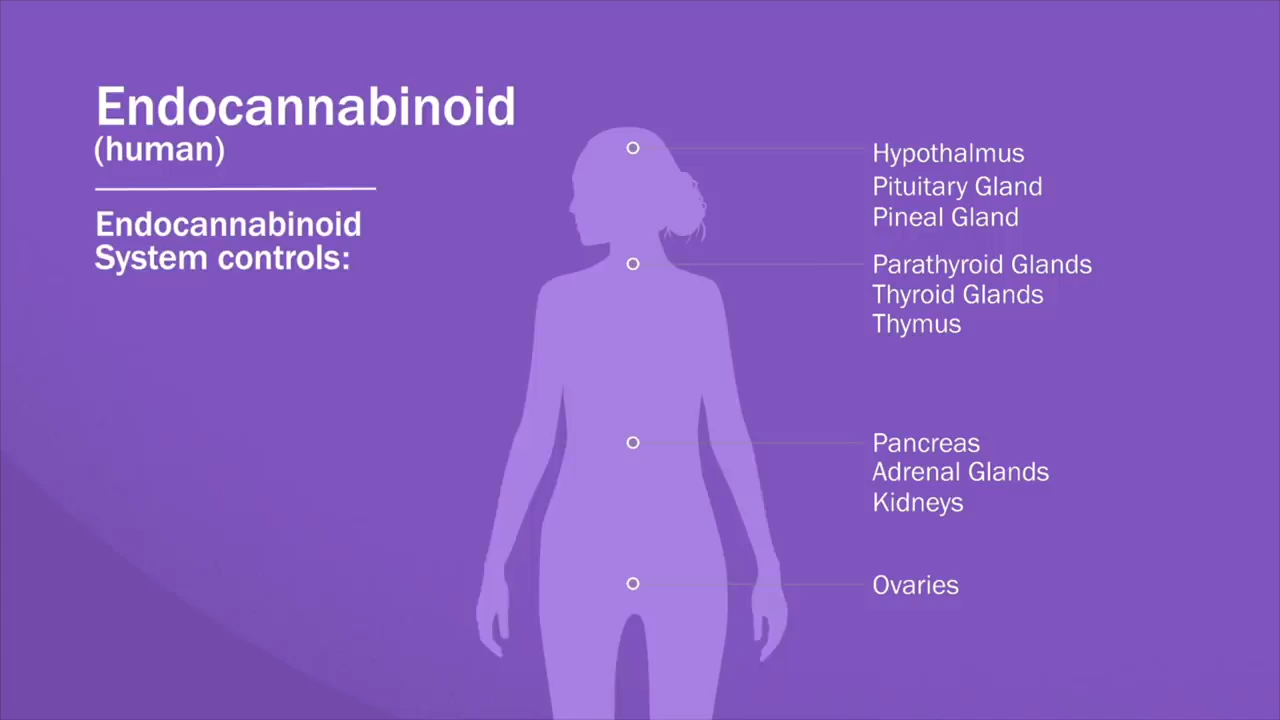 Endocannabinoid
(human)
Endocannabinoid
System controls:
Hypothalmus
Pituitary Gland
Pineal Gland
Parathyroid Glands
Thyroid Glands
Thymus
Pancreas
Adrenal Glands
Kidneys
Ovaries